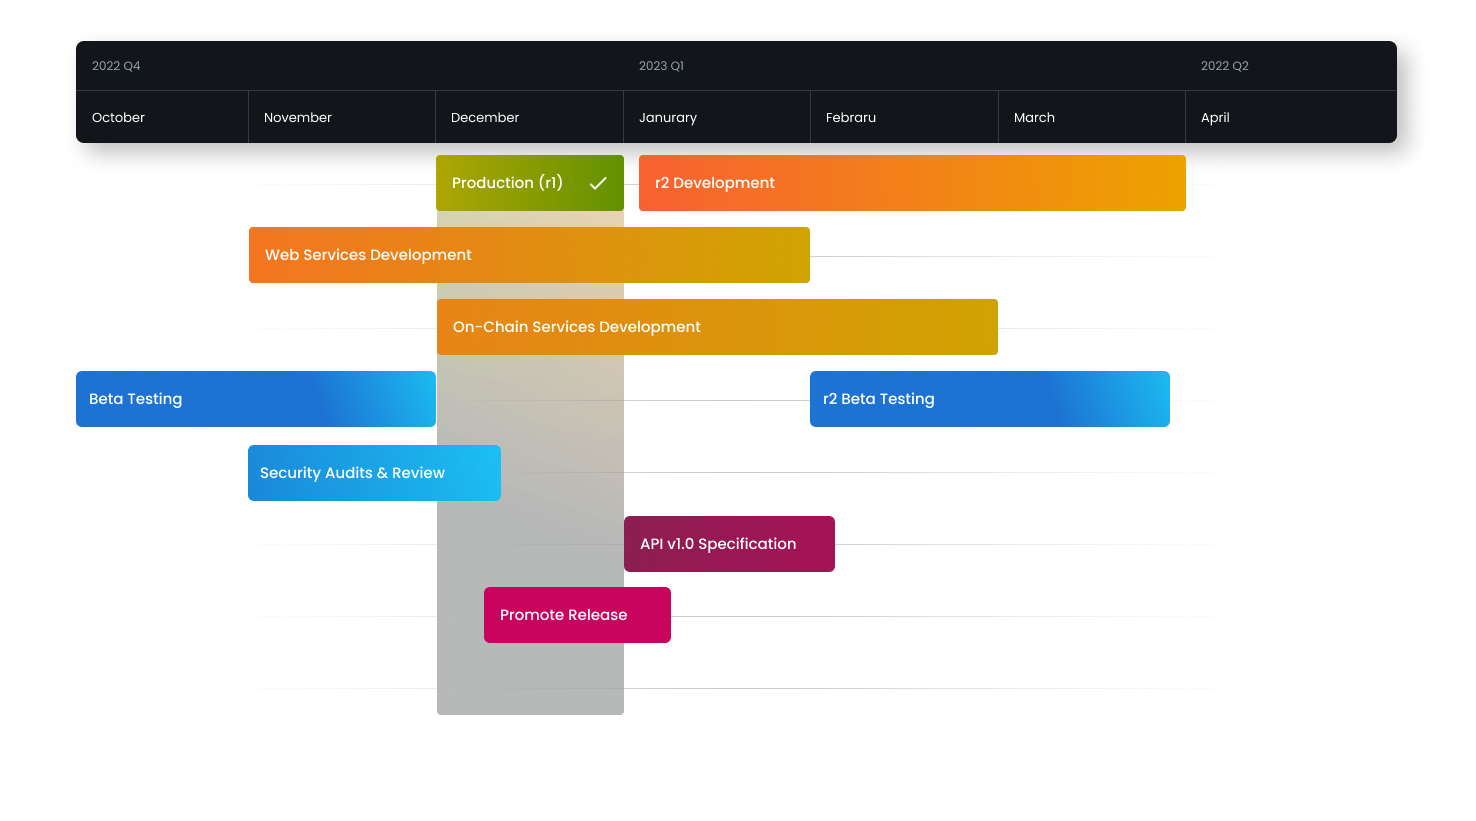 2022 Q4 2023 Q1 2022 Q2
October November December Janurary Februru March April
Production (r1) r2 Development
Web Services Development
On-Chain Services Development
Beta Testing r2 Beta Testing
Security Audits & Review
API v1.0 Specification
Promote Release